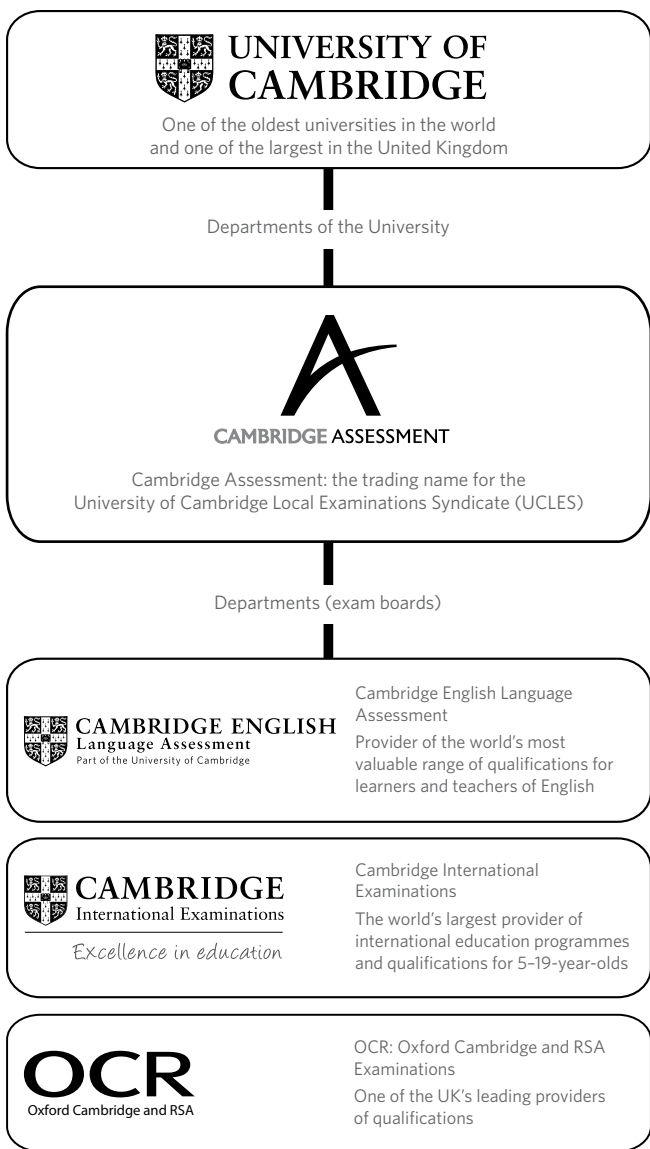 UNIVERSITY OF
CAMBRIDGE
One of the oldest universities in the world
and one of the largest in the United Kingdom
Departments of the University
CAMBRIDGE ASSESSMENT
Cambridge Assessment: the trading name for the
University of Cambridge Local Examinations Syndicate (UCLES)
Departments (exam boards)
CAMBRIDGE ENGLISH
Language Assessment
Part of the University of Cambridge
Cambridge English Language
Assessment
Provider of the world's most
valuable range of qualifications for
learners and teachers of English
CAMBRIDGE
International Examinations
Excellence in education
Cambridge International
Examinations
The world's largest provider of
international education programmes
and qualifications for 5–19-year-olds
OCR
Oxford Cambridge and RSA
OCR: Oxford Cambridge and RSA
Examinations
One of the UK's leading providers
of qualifications